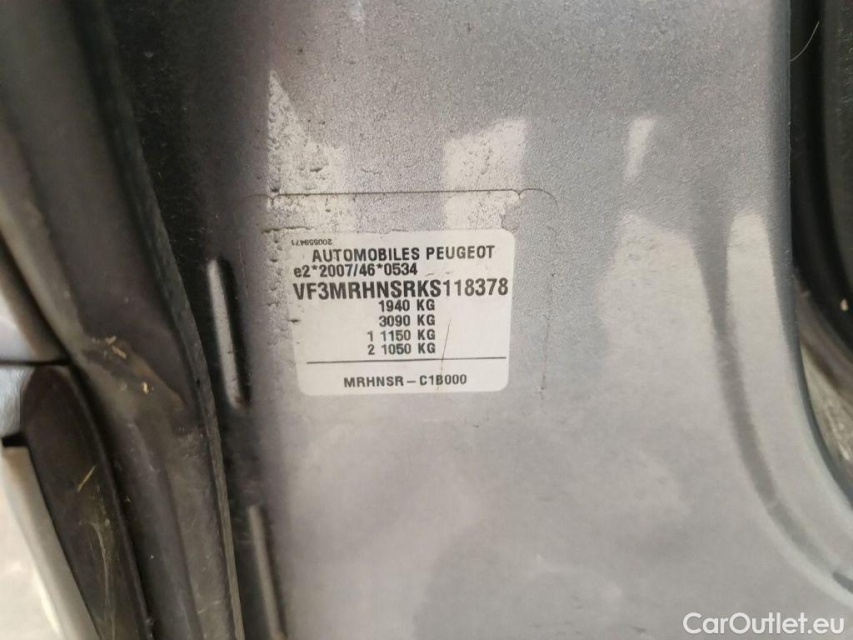 200559471
AUTOMOBILES PEUGEOT
e2*2007/46*0534
VF3MRHNSRKS118378
1940 KG
3090 KG
1 1150 KG
2 1050 KG
MRHNSR-C1B000
CarOutlet.eu